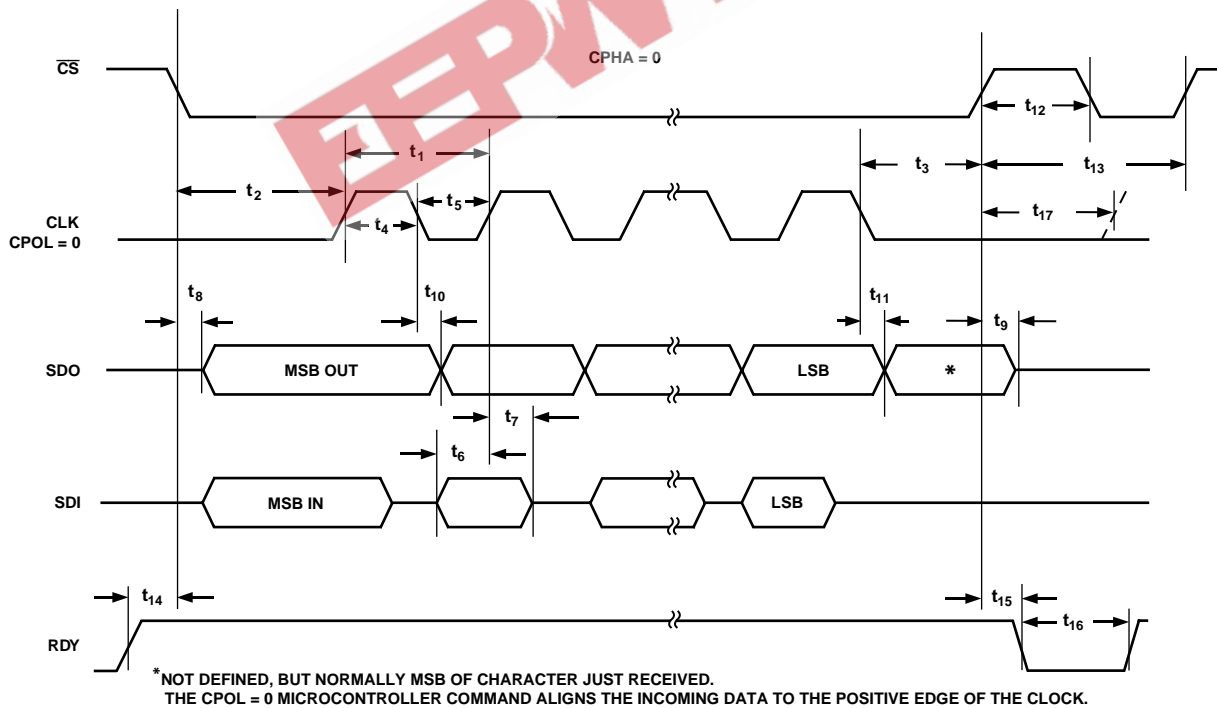 CPHA = 0
CS
t12
t1
t3
t13
t2
t5
t17
CLK
CPOL = 0
t4
t8
t10
t11
t9
SDO
MSB OUT
LSB
*
t7
t6
SDI
MSB IN
LSB
t14
t15
t16
RDY
*NOT DEFINED, BUT NORMALLY MSB OF CHARACTER JUST RECEIVED.
THE CPOL = 0 MICROCONTROLLER COMMAND ALIGNS THE INCOMING DATA TO THE POSITIVE EDGE OF THE CLOCK.